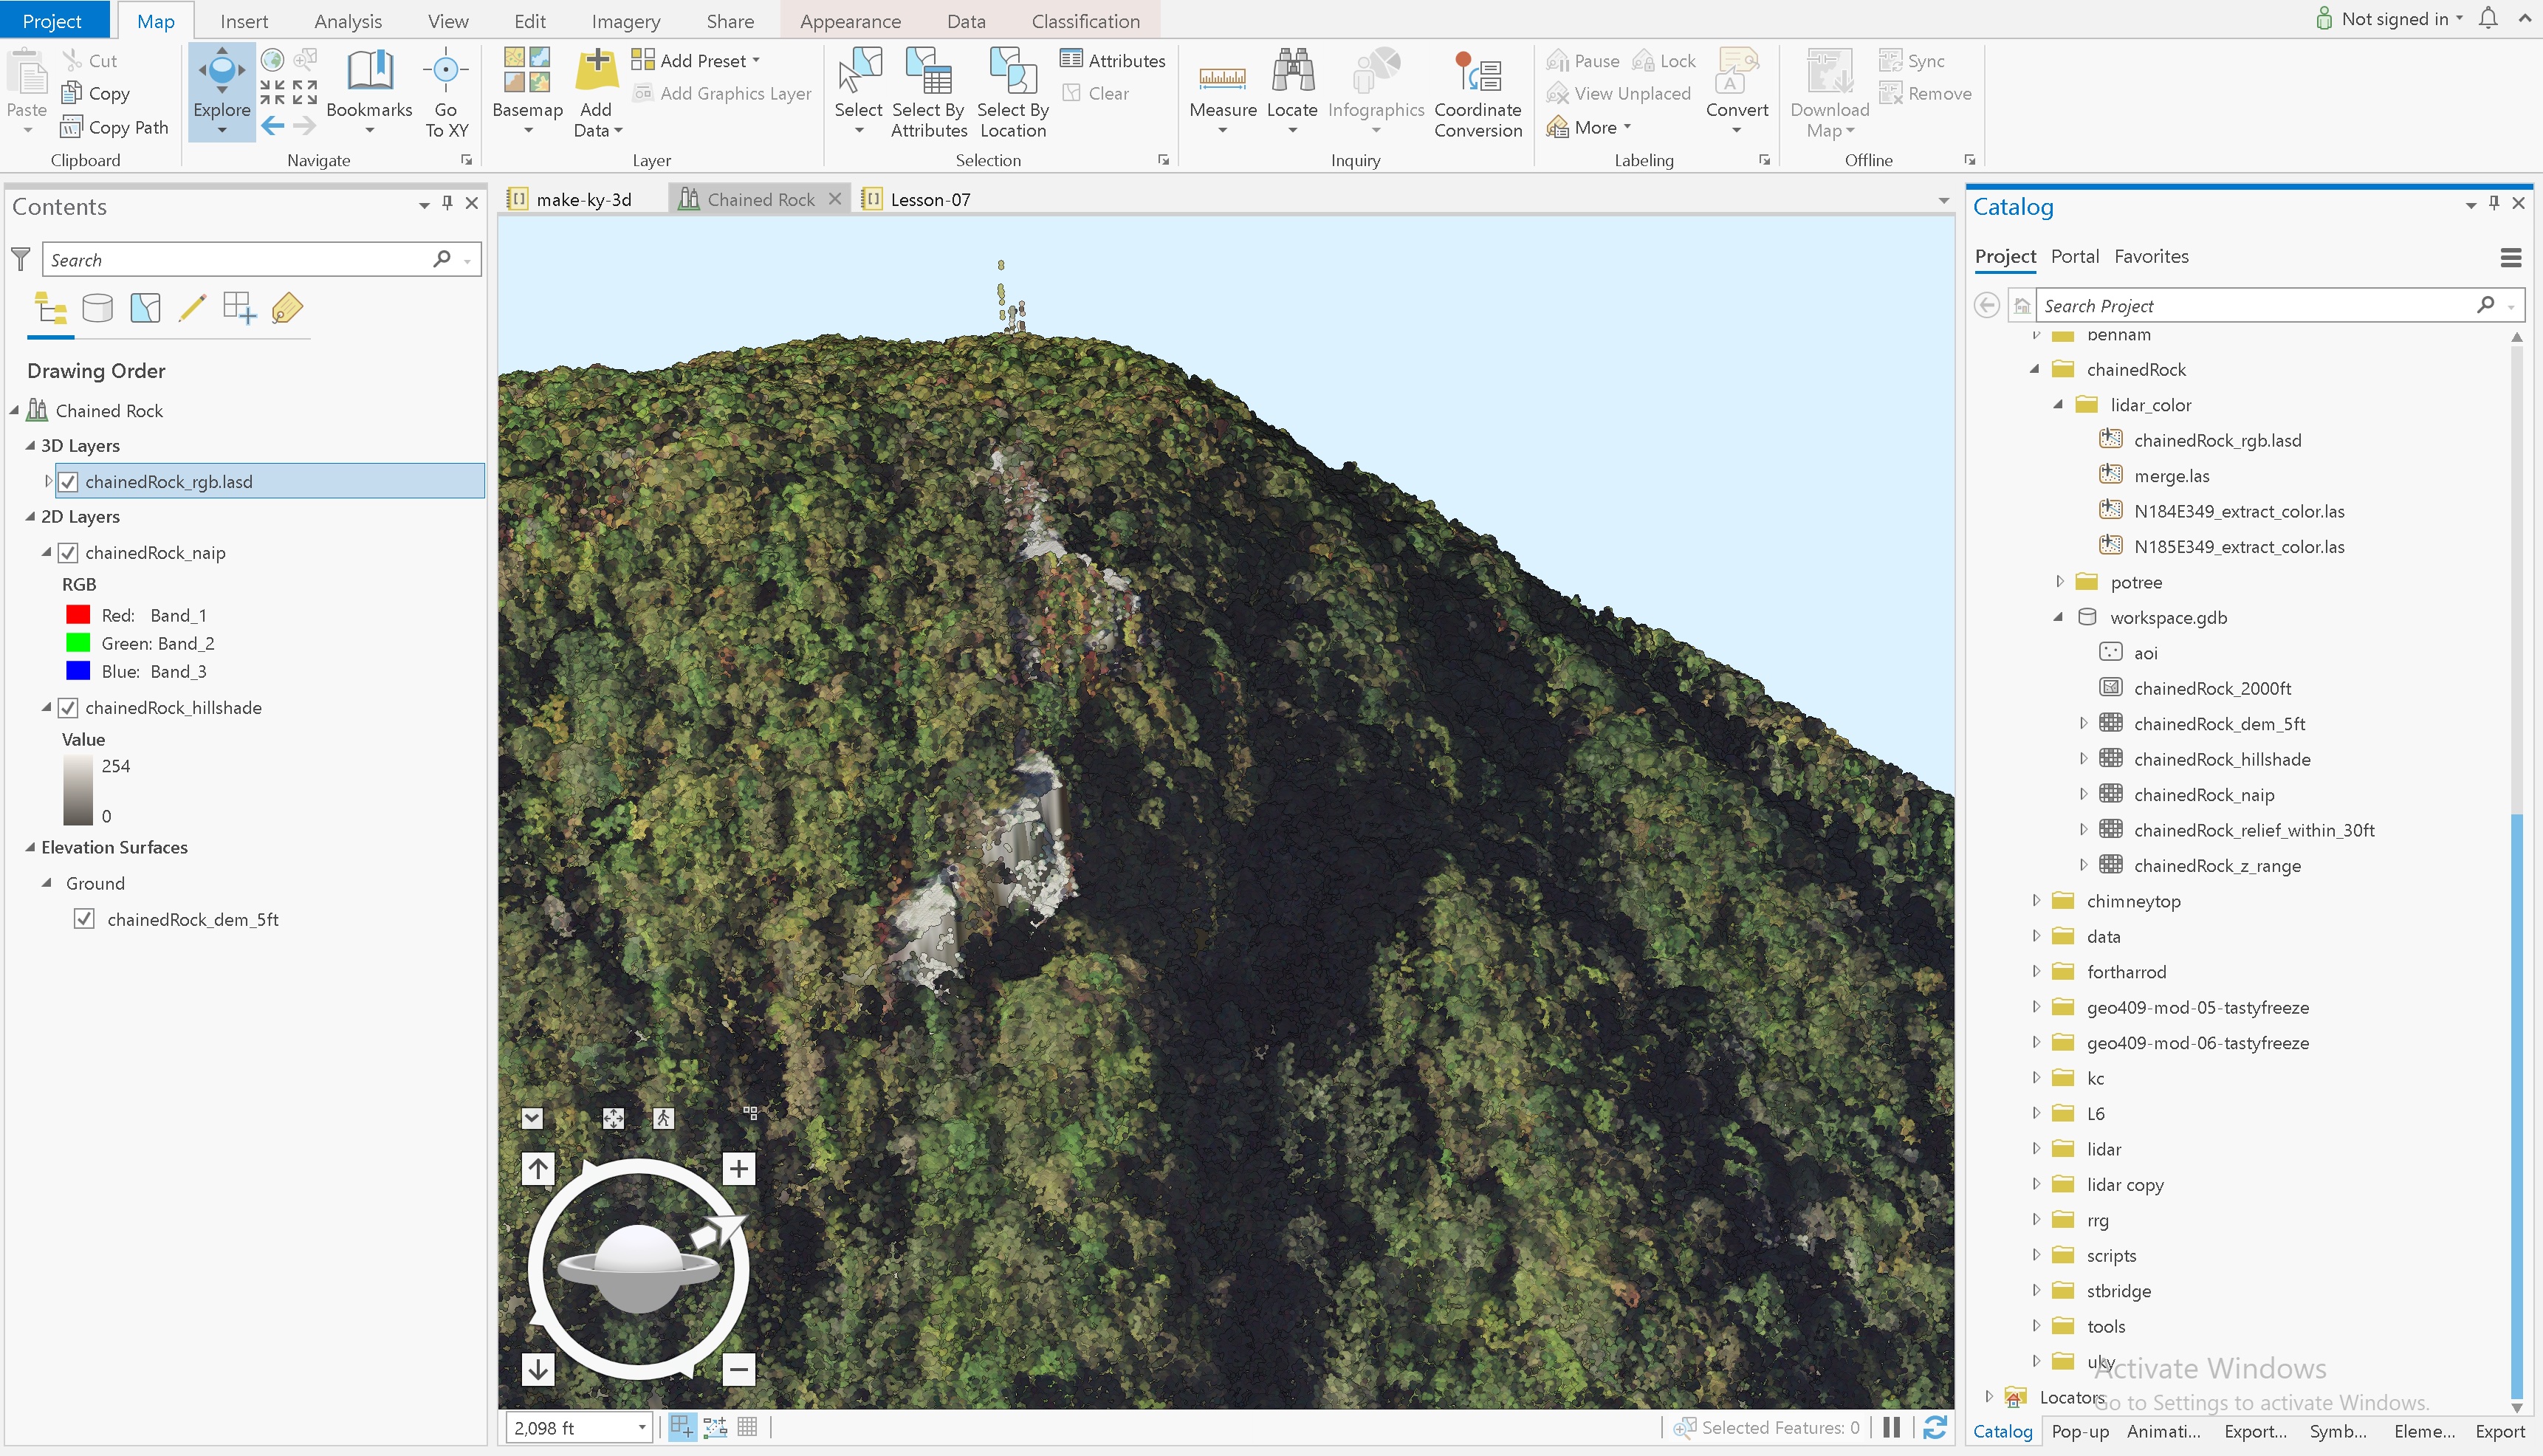 Project Map Insert Analysis View Edit Imagery Share Appearance Data Classification Not signed in
Paste
Cut
Copy
Copy Path
Clipboard
Explore
Bookmarks
Go To XY
Navigate
Basemap
Add Data
Add Preset
Add Graphics Layer
Layer
Select
Select By Attributes
Select By Location
Attributes
Clear
Selection
Measure
Locate
Infographics
Coordinate Conversion
Inquiry
Pause
Lock
View Unplaced
More
Convert
Labeling
Download Map
Sync
Remove
Offline
Contents
Search
Drawing Order
Chained Rock
3D Layers
chainedRock_rgb.lasd
2D Layers
chainedRock_naip
RGB
Red: Band_1
Green: Band_2
Blue: Band_3
chainedRock_hillshade
Value
254
0
Elevation Surfaces
Ground
chainedRock_dem_5ft
make-ky-3d
Chained Rock
Lesson-07
2,098 ft
Selected Features: 0
Catalog
Project Portal Favorites
Search Project
bennam
chainedRock
lidar_color
chainedRock_rgb.lasd
merge.las
N184E349_extract_color.las
N185E349_extract_color.las
potree
workspace.gdb
aoi
chainedRock_2000ft
chainedRock_dem_5ft
chainedRock_hillshade
chainedRock_naip
chainedRock_relief_within_30ft
chainedRock_z_range
chimneytop
data
fortharrod
geo409-mod-05-tastyfreeze
geo409-mod-06-tastyfreeze
kc
L6
lidar
lidar copy
rrg
scripts
stbridge
tools
uky
Locators
Activate Windows
Go to Settings to activate Windows.
Catalog Pop-up Animati... Export... Symb... Eleme... Export